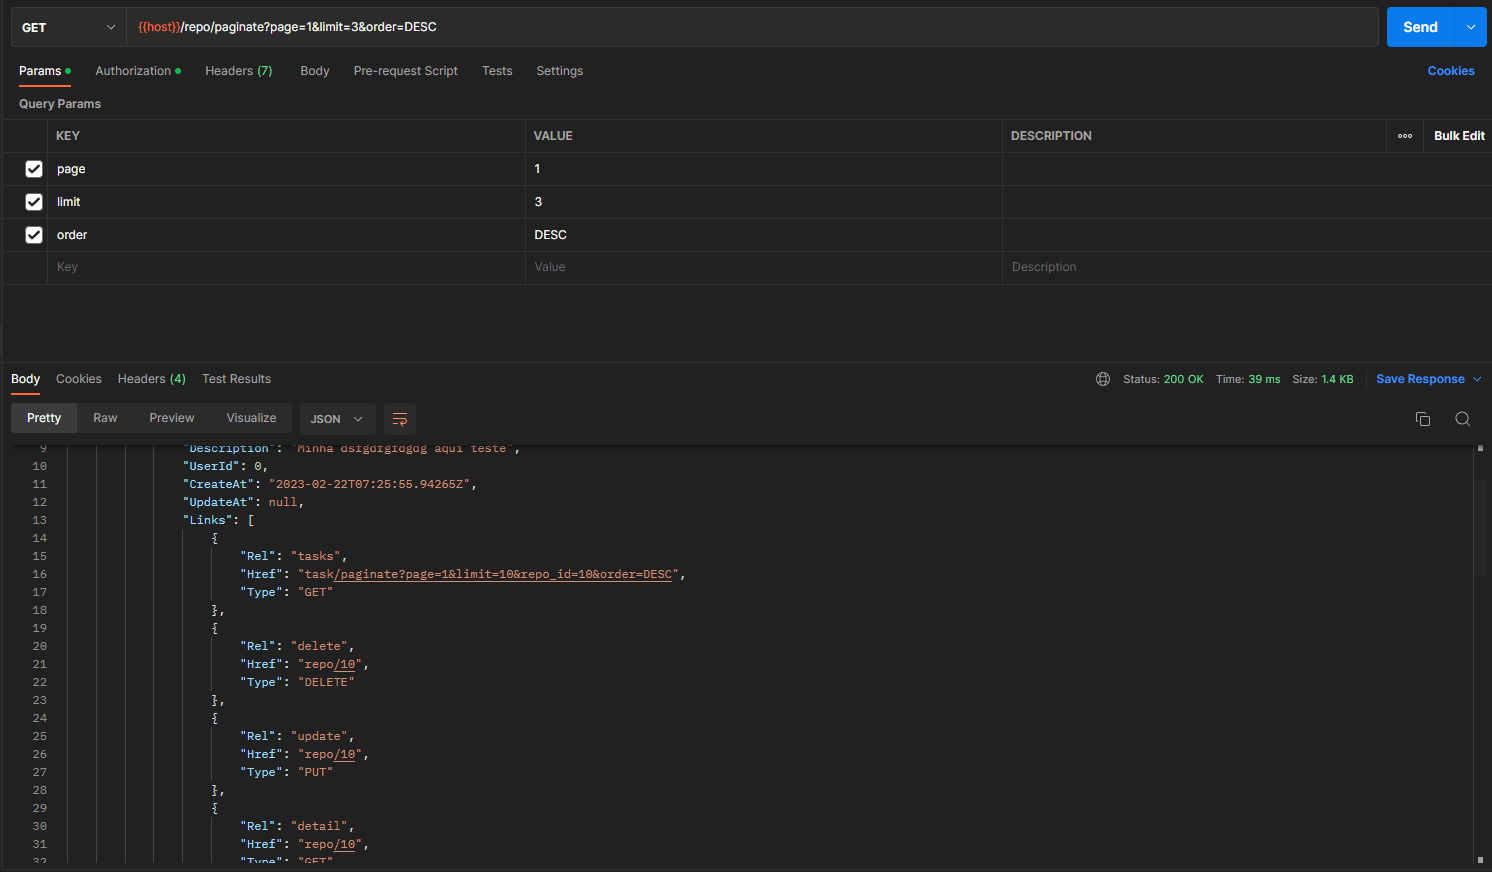 GET {{host}}/repo/paginate?page=1&limit=3&order=DESC Send
Params Authorization Headers (7) Body Pre-request Script Tests Settings Cookies
Query Params
KEY VALUE DESCRIPTION ooo Bulk Edit
page 1
limit 3
order DESC
Key Value Description
Body Cookies Headers (4) Test Results Status: 200 OK Time: 39 ms Size: 1.4 KB Save Response
Pretty Raw Preview Visualize JSON
9 "Description": "Minha dsfgdfgfdgdg aqui teste",
10 "UserId": 0,
11 "CreateAt": "2023-02-22T07:25:55.94265Z",
12 "UpdateAt": null,
13 "Links": [
14 {
15 "Rel": "tasks",
16 "Href": "task/paginate?page=1&limit=10&repo_id=10&order=DESC",
17 "Type": "GET"
18 },
19 {
20 "Rel": "delete",
21 "Href": "repo/10",
22 "Type": "DELETE"
23 },
24 {
25 "Rel": "update",
26 "Href": "repo/10",
27 "Type": "PUT"
28 },
29 {
30 "Rel": "detail",
31 "Href": "repo/10",
32 "Type": "GET"